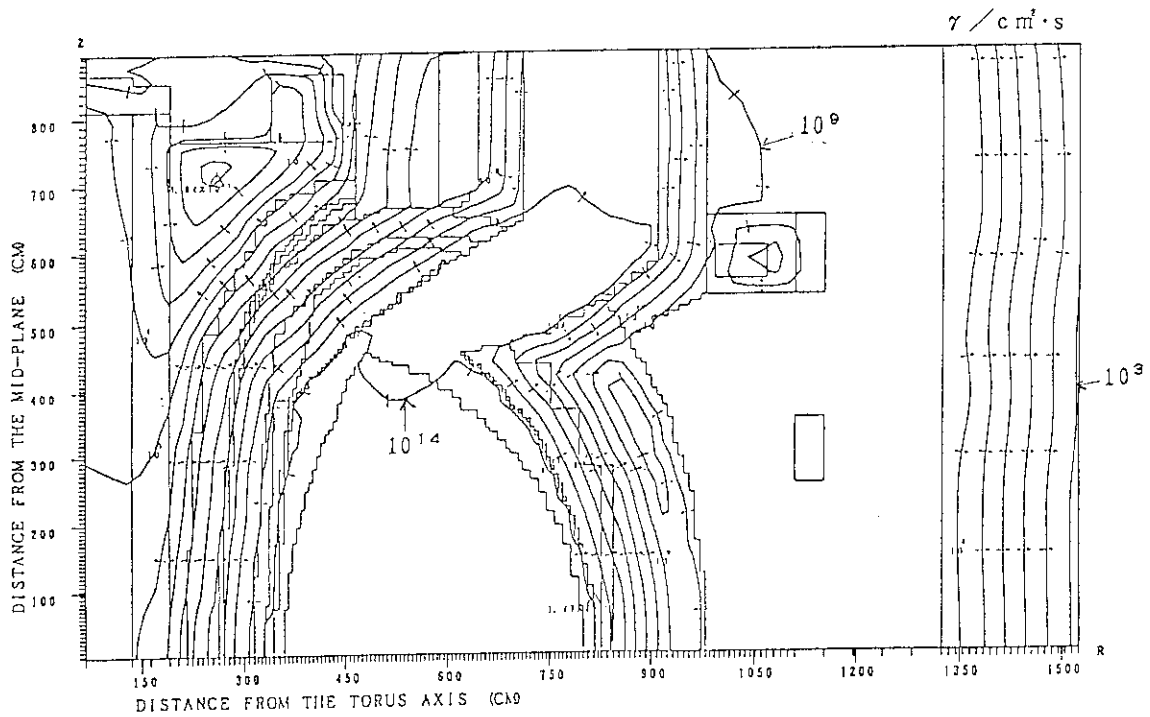 γ / cm²·s
Z
10⁹
800
700
600
500
400
300
200
100
10³
10¹⁴
DISTANCE FROM THE MID-PLANE (CM)
R
150 300 450 600 750 900 1050 1200 1350 1500
DISTANCE FROM THE TORUS AXIS (CM)